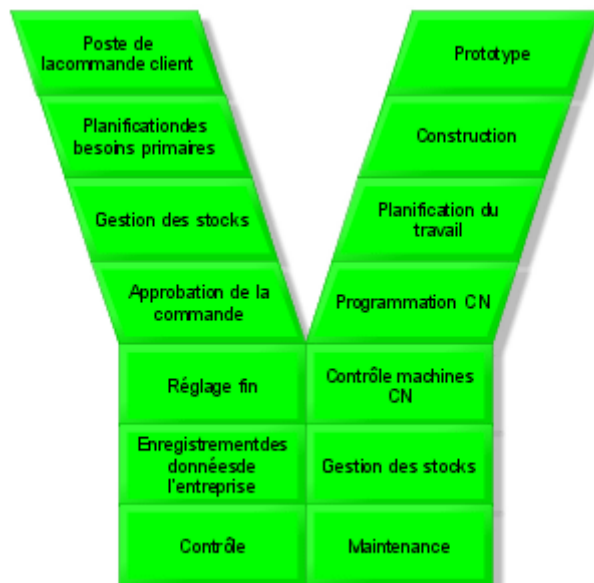 Poste de
lacommande client
Prototype
Planificationdes
besoins primaires
Construction
Gestion des stocks
Planification du
travail
Approbation de la
commande
Programmation CN
Réglage fin
Contrôle machines
CN
Enregistrementdes
donnéesde
l'entreprise
Gestion des stocks
Contrôle
Maintenance